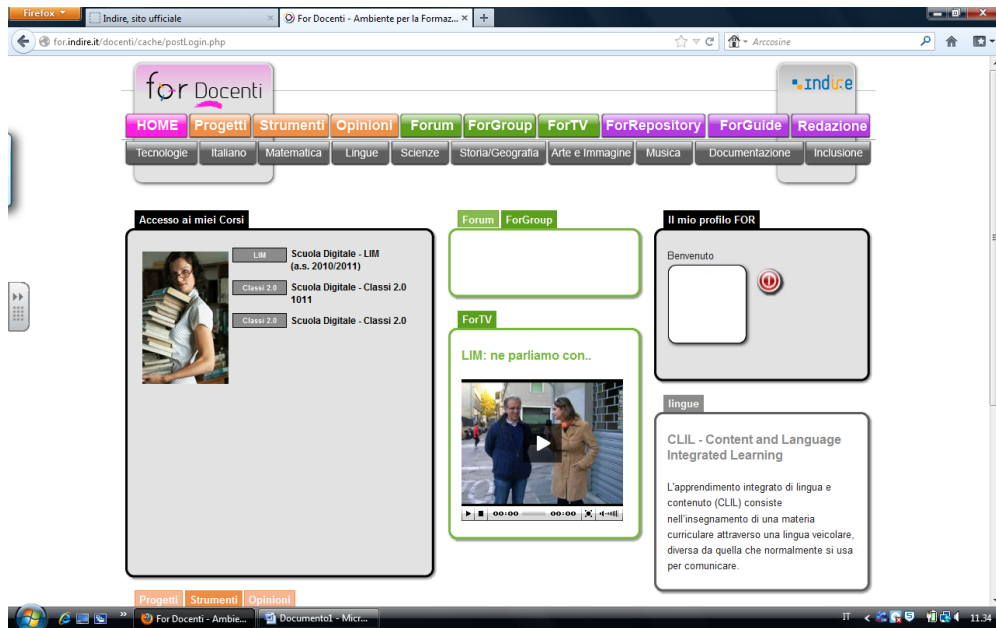 Firefox
Indire, sito ufficiale
For Docenti - Ambiente per la Formaz...
for.indire.it/docenti/cache/postLogin.php
Arccosine
for Docenti
indire
HOME Progetti Strumenti Opinioni Forum ForGroup ForTV ForRepository ForGuide Redazione
Tecnologie Italiano Matematica Lingue Scienze Storia/Geografia Arte e Immagine Musica Documentazione Inclusione
Accesso ai miei Corsi
LIM Scuola Digitale - LIM
(a.s. 2010/2011)
Classi 2.0 Scuola Digitale - Classi 2.0
1011
Classi 2.0 Scuola Digitale - Classi 2.0
Forum ForGroup
ForTV
LIM: ne parliamo con..
00:00 00:00
Il mio profilo FOR
Benvenuto
lingue
CLIL - Content and Language
Integrated Learning
L'apprendimento integrato di lingua e
contenuto (CLIL) consiste
nell'insegnamento di una materia
curriculare attraverso una lingua veicolare,
diversa da quella che normalmente si usa
per comunicare.
Progetti Strumenti Opinioni
For Docenti - Ambie...
Documento1 - Micr...
IT
11.34